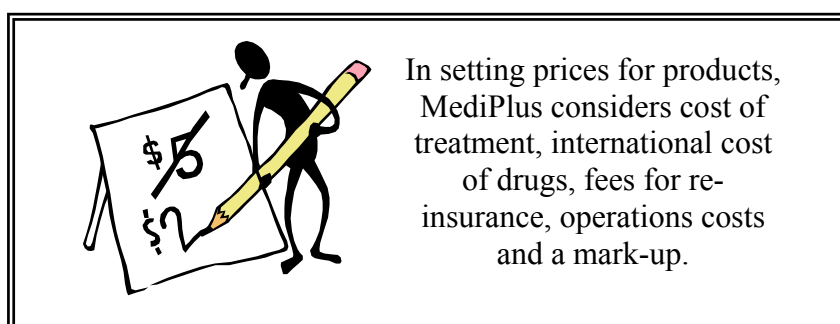 $5
$2
In setting prices for products,
MediPlus considers cost of
treatment, international cost
of drugs, fees for re-
insurance, operations costs
and a mark-up.